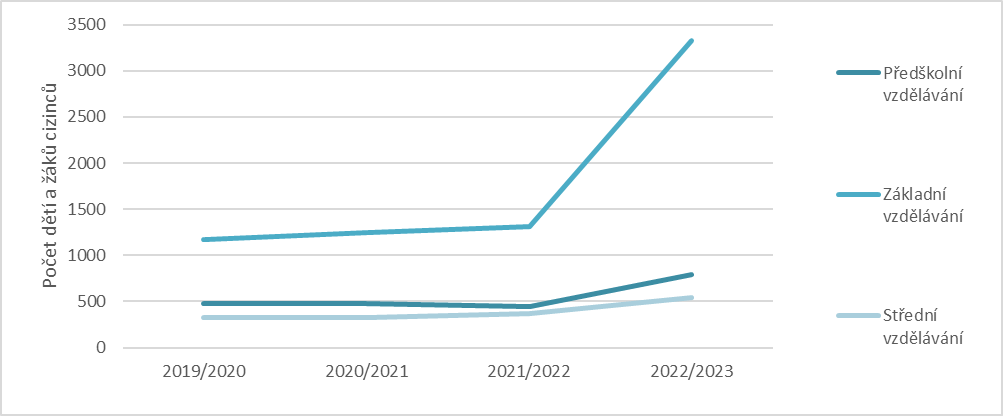 Počet dětí a žáků cizinců
3500
3000
2500
2000
1500
1000
500
0
2019/2020
2020/2021
2021/2022
2022/2023
Předškolní
vzdělávání
Základní
vzdělávání
Střední
vzdělávání